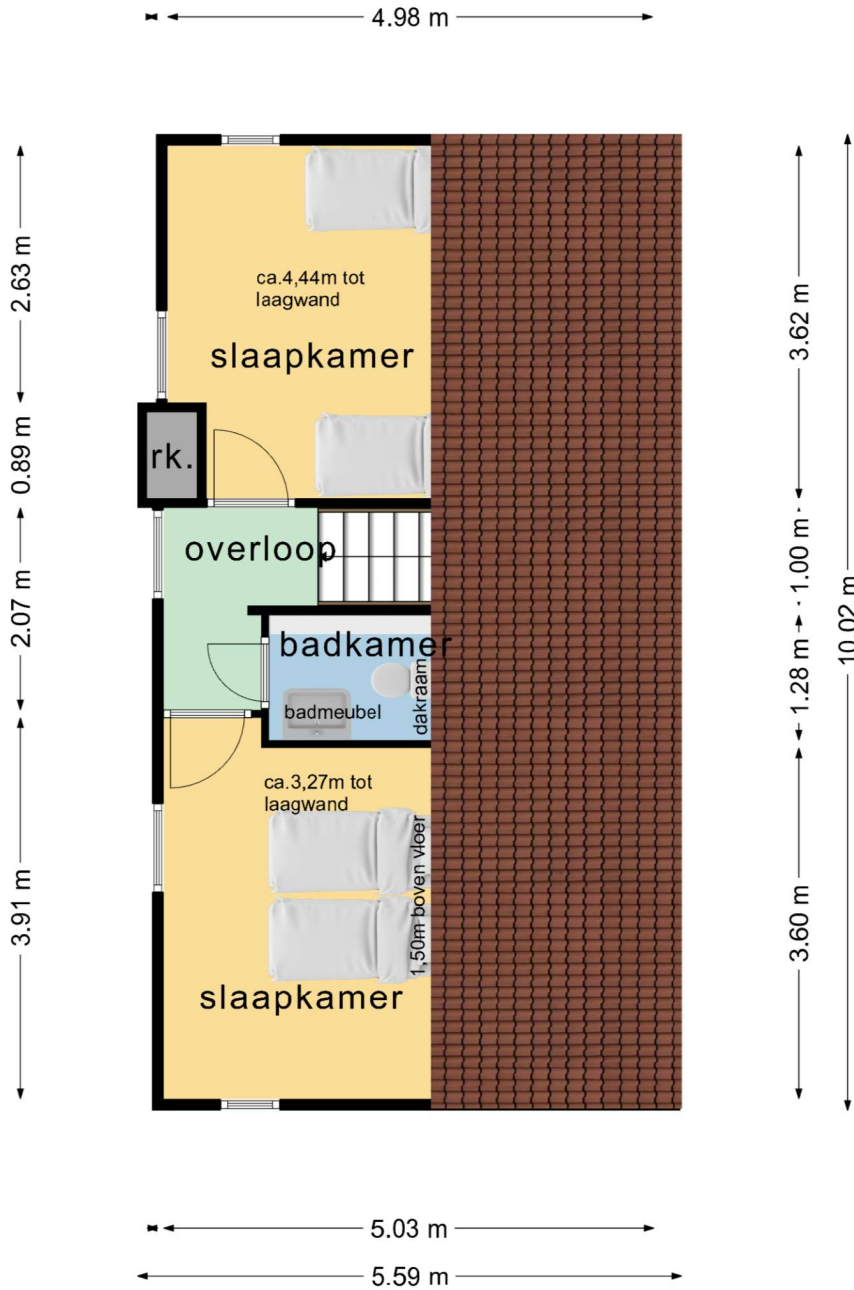 4.98 m
2.63 m
0.89 m
2.07 m
3.91 m
ca.4,44m tot
laagwand
slaapkamer
rk.
overloop
badkamer
dakraam
badmeubel
ca.3,27m tot
laagwand
1,50m boven vloer
slaapkamer
3.62 m
1.00 m
1.28 m
3.60 m
10.02 m
5.03 m
5.59 m